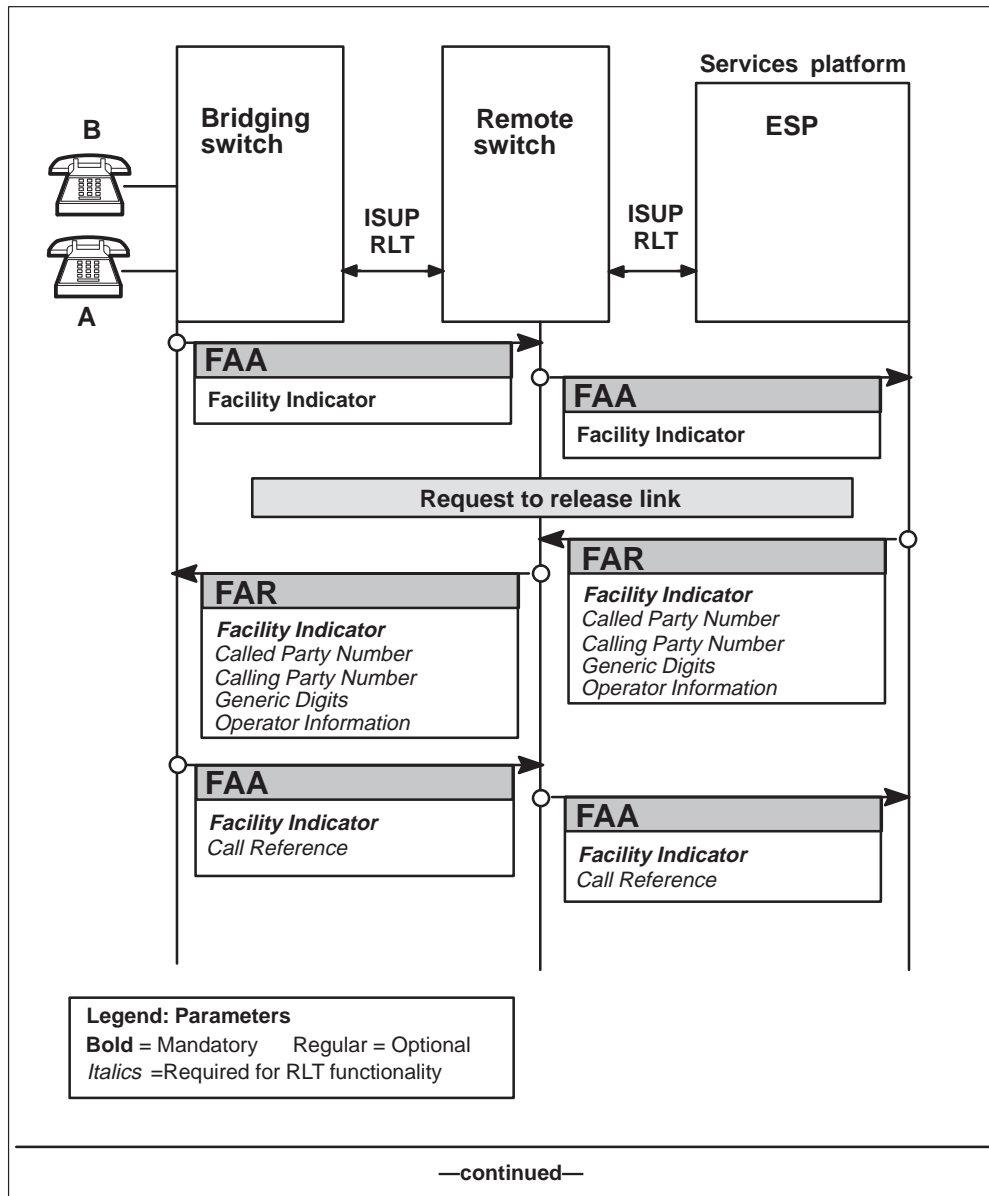 Services platform
B
Bridging
switch
Remote
switch
ESP
ISUP
RLT
ISUP
RLT
A
FAA
Facility Indicator
FAA
Facility Indicator
Request to release link
FAR
Facility Indicator
Called Party Number
Calling Party Number
Generic Digits
Operator Information
FAR
Facility Indicator
Called Party Number
Calling Party Number
Generic Digits
Operator Information
FAA
Facility Indicator
Call Reference
FAA
Facility Indicator
Call Reference
Legend: Parameters
Bold = Mandatory Regular = Optional
Italics =Required for RLT functionality
—continued—